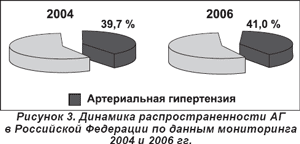 2004 2006
39,7 % 41,0 %
Артериальная гипертензия
Рисунок 3. Динамика распространенности АГ
в Российской Федерации по данным мониторинга
2004 и 2006 гг.